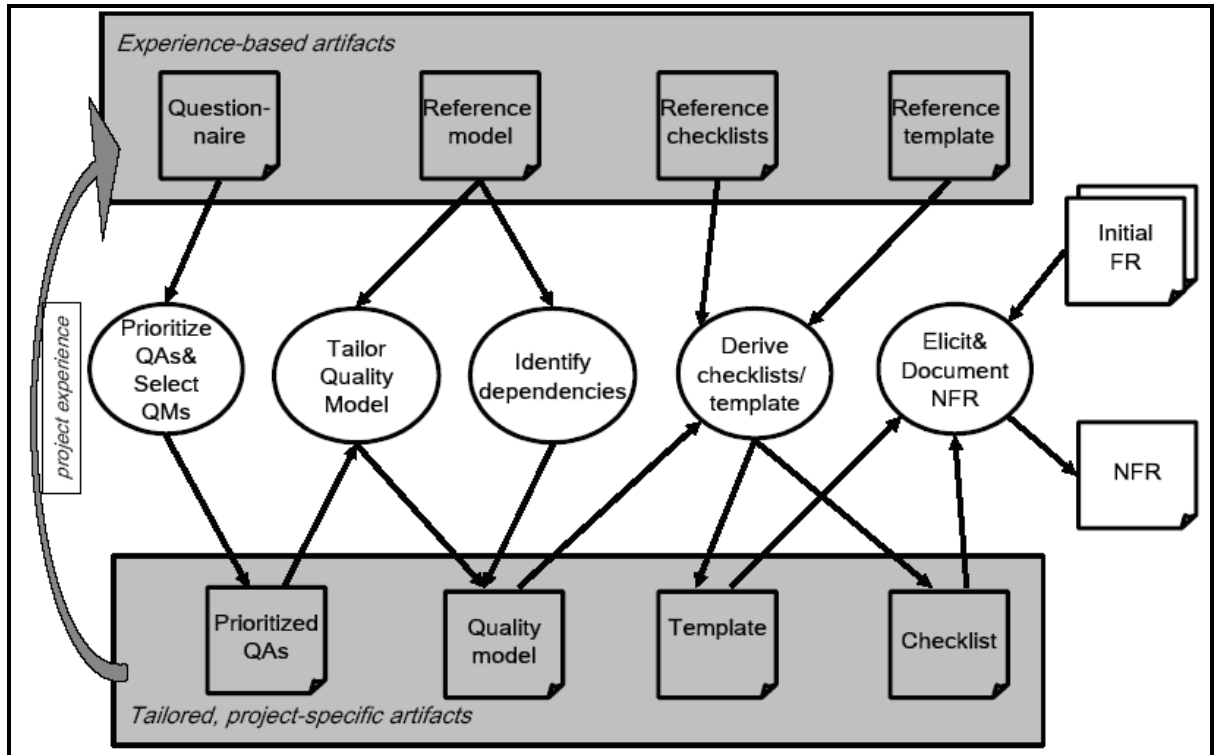 Experience-based artifacts
Question-
naire
Reference
model
Reference
checklists
Reference
template
Initial
FR
project experience
Prioritize
QAs&
Select
QMs
Tailor
Quality
Model
Identify
dependencies
Derive
checklists/
template
Elicit&
Document
NFR
NFR
Prioritized
QAs
Quality
model
Template
Checklist
Tailored, project-specific artifacts